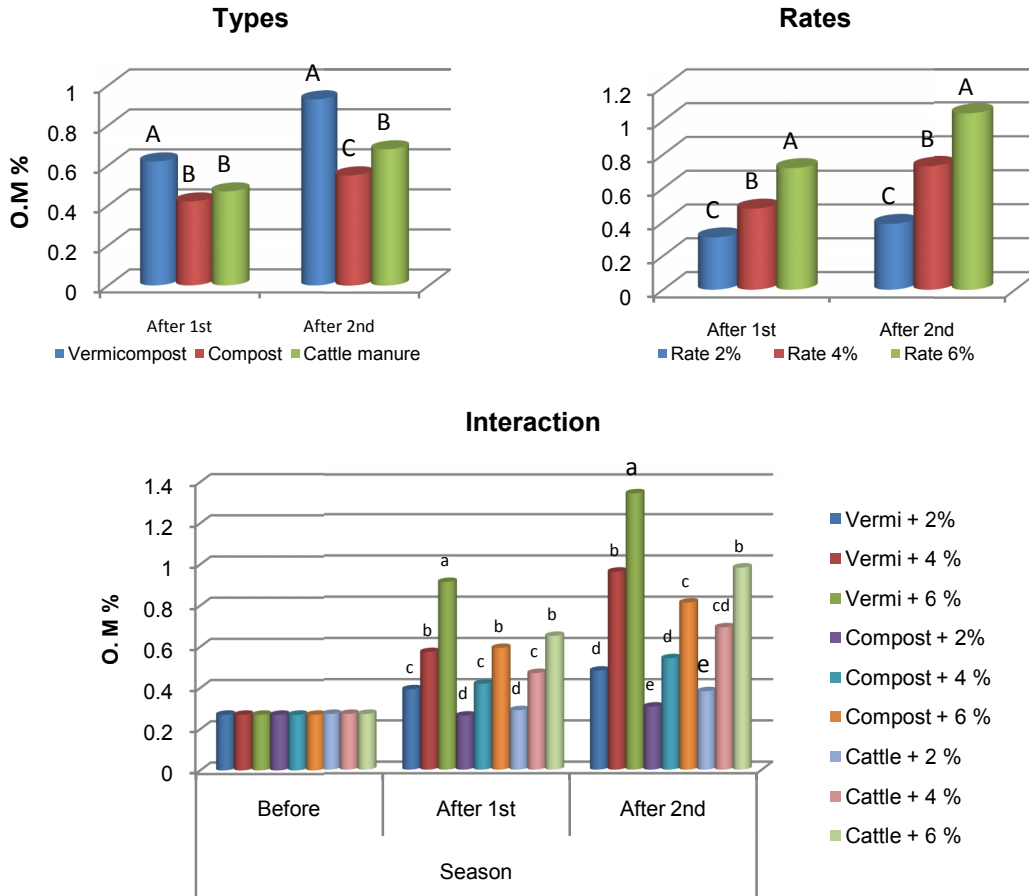 Types
O.M %
1
0.8
0.6
0.4
0.2
0
A
B
B
A
C
B
After 1st
After 2nd
Vermicompost
Compost
Cattle manure
Rates
1.2
1
0.8
0.6
0.4
0.2
0
C
B
A
C
B
A
After 1st
After 2nd
Rate 2%
Rate 4%
Rate 6%
Interaction
O. M %
1.4
1.2
1
0.8
0.6
0.4
0.2
0
c
b
a
d
c
b
d
c
b
d
b
a
e
d
c
e
cd
b
Before
After 1st
After 2nd
Season
Vermi + 2%
Vermi + 4 %
Vermi + 6 %
Compost + 2%
Compost + 4 %
Compost + 6 %
Cattle + 2 %
Cattle + 4 %
Cattle + 6 %